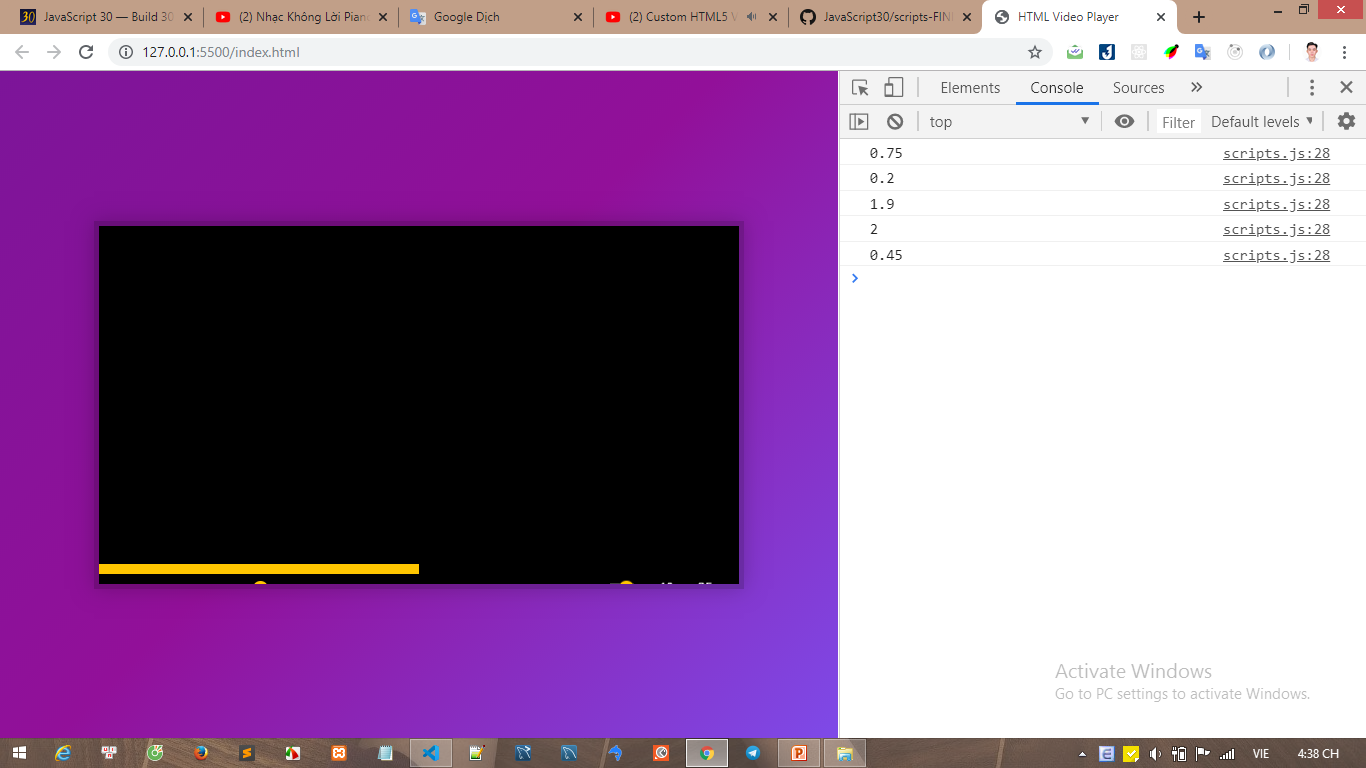 30 JavaScript 30 — Build 30
(2) Nhạc Không Lời Piano
Google Dịch
(2) Custom HTML5 V
JavaScript30/scripts-FINI
HTML Video Player
127.0.0.1:5500/index.html
Elements Console Sources
top Filter Default levels
0.75 scripts.js:28
0.2 scripts.js:28
1.9 scripts.js:28
2 scripts.js:28
0.45 scripts.js:28
Activate Windows
Go to PC settings to activate Windows.
VIE 4:38 CH